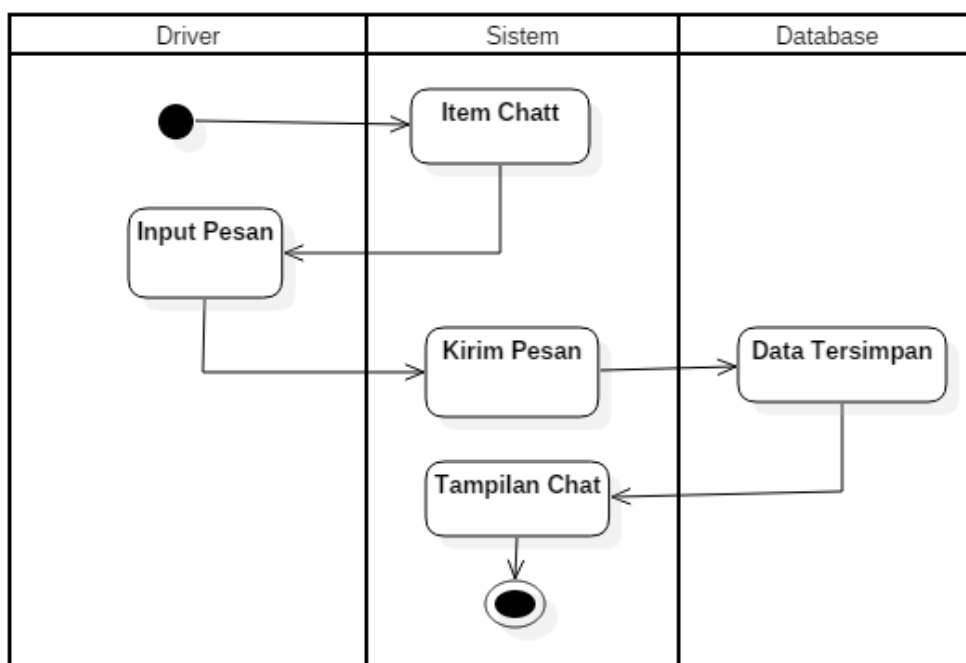 Driver
Sistem
Database
Item Chatt
Input Pesan
Kirim Pesan
Data Tersimpan
Tampilan Chat